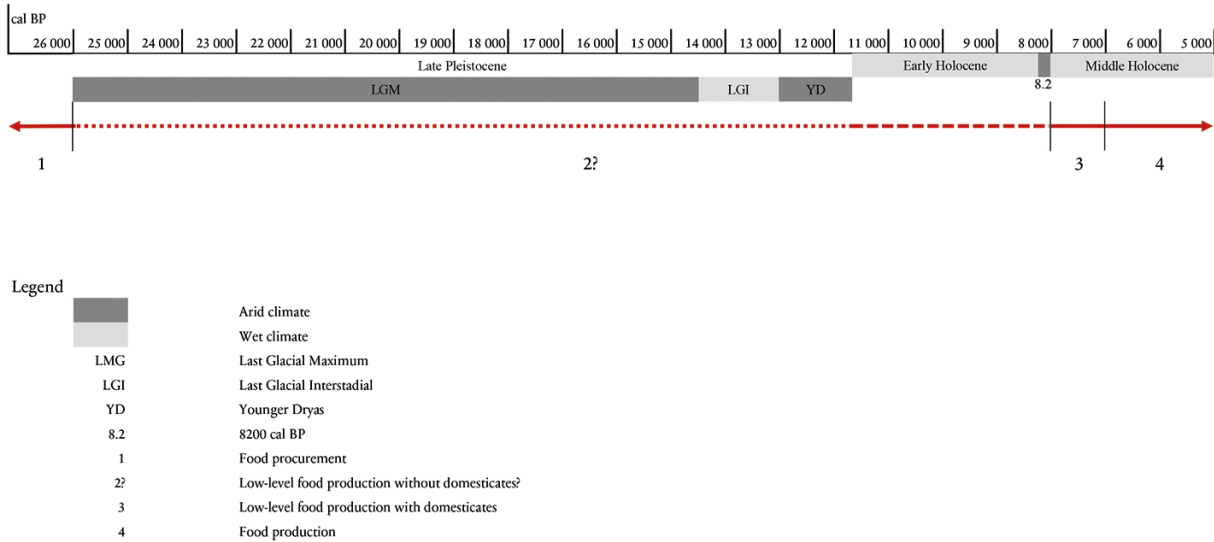 cal BP
26 000 25 000 24 000 23 000 22 000 21 000 20 000 19 000 18 000 17 000 16 000 15 000 14 000 13 000 12 000 11 000 10 000 9 000 8 000 7 000 6 000 5 000
Late Pleistocene Early Holocene Middle Holocene
LGM LGI YD 8.2
1 2? 3 4
Legend
Arid climate
Wet climate
LMG Last Glacial Maximum
LGI Last Glacial Interstadial
YD Younger Dryas
8.2 8200 cal BP
1 Food procurement
2? Low-level food production without domesticates?
3 Low-level food production with domesticates
4 Food production